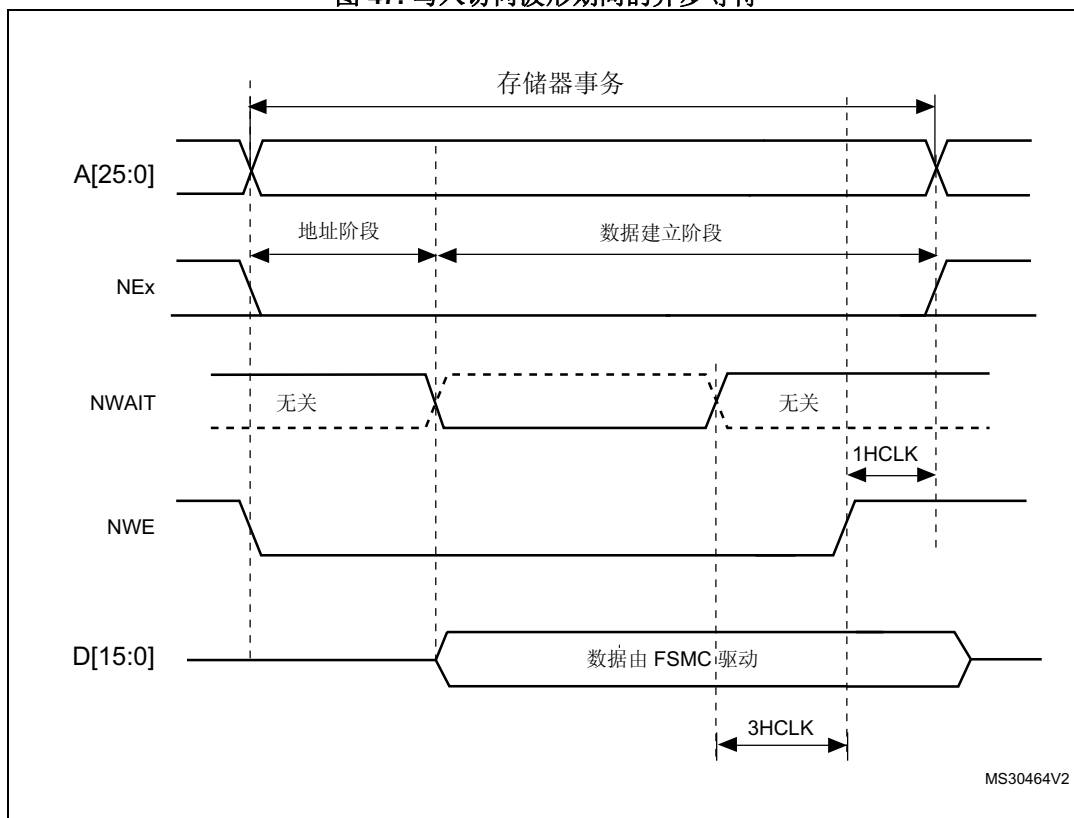 存储器事务
A[25:0]
地址阶段
数据建立阶段
NEx
NWAIT
无关
无关
1HCLK
NWE
D[15:0]
数据由 FSMC 驱动
3HCLK
MS30464V2